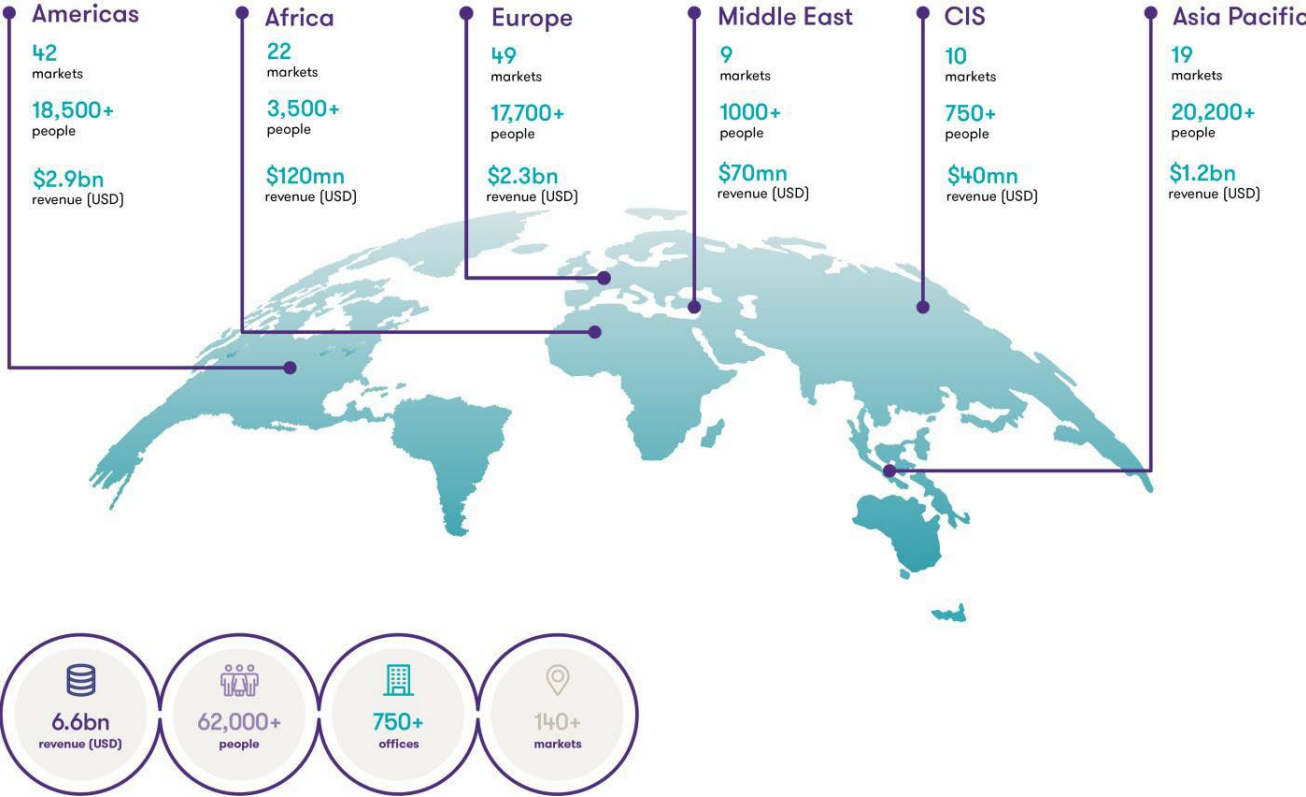 Americas
42
markets
18,500+
people
$2.9bn
revenue (USD)
Africa
22
markets
3,500+
people
$120mn
revenue (USD)
Europe
49
markets
17,700+
people
$2.3bn
revenue (USD)
Middle East
9
markets
1000+
people
$70mn
revenue (USD)
CIS
10
markets
750+
people
$40mn
revenue (USD)
Asia Pacific
19
markets
20,200+
people
$1.2bn
revenue (USD)
6.6bn
revenue (USD)
62,000+
people
750+
offices
140+
markets